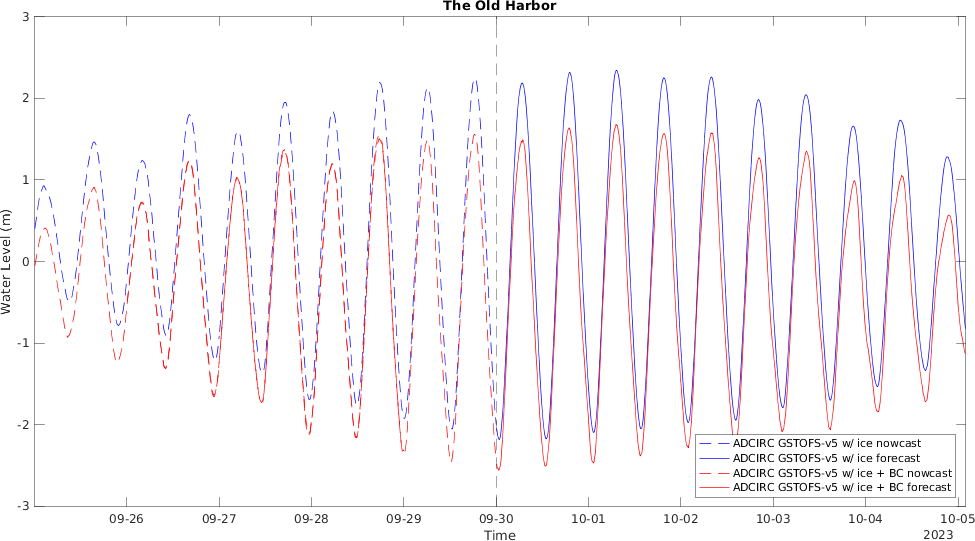 The Old Harbor
3
2
1
0
-1
-2
-3
Water Level (m)
09-26
09-27
09-28
09-29
09-30
10-01
10-02
10-03
10-04
10-05
Time
2023
ADCIRC GSTOFS-v5 w/ ice nowcast
ADCIRC GSTOFS-v5 w/ ice forecast
ADCIRC GSTOFS-v5 w/ ice + BC nowcast
ADCIRC GSTOFS-v5 w/ ice + BC forecast